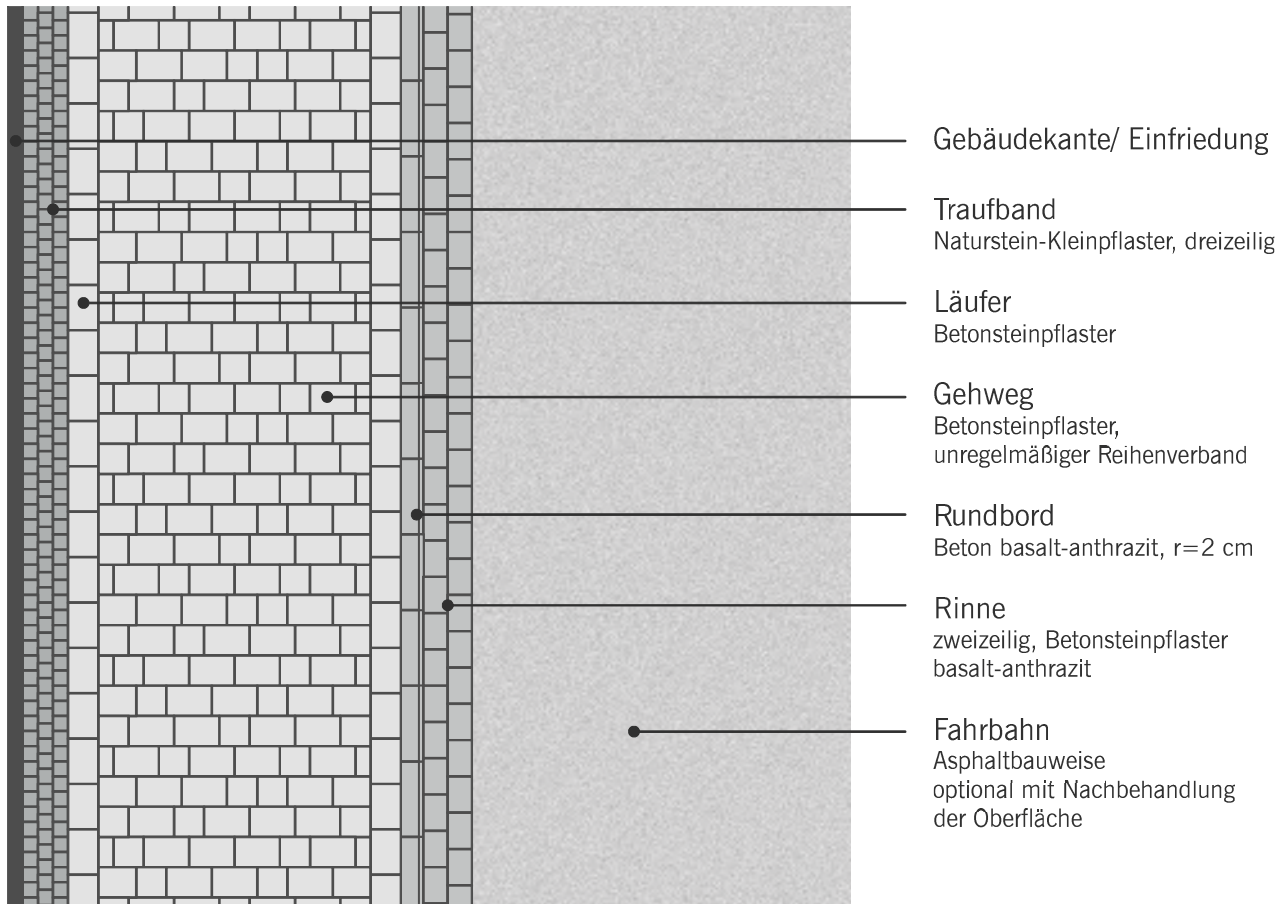 Gebäudekante/ Einfriedung
Traufband
Naturstein-Kleinpflaster, dreizeilig
Läufer
Betonsteinpflaster
Gehweg
Betonsteinpflaster,
unregelmäßiger Reihenverband
Rundbord
Beton basalt-anthrazit, r=2 cm
Rinne
zweizeilig, Betonsteinpflaster
basalt-anthrazit
Fahrbahn
Asphaltbauweise
optional mit Nachbehandlung
der Oberfläche